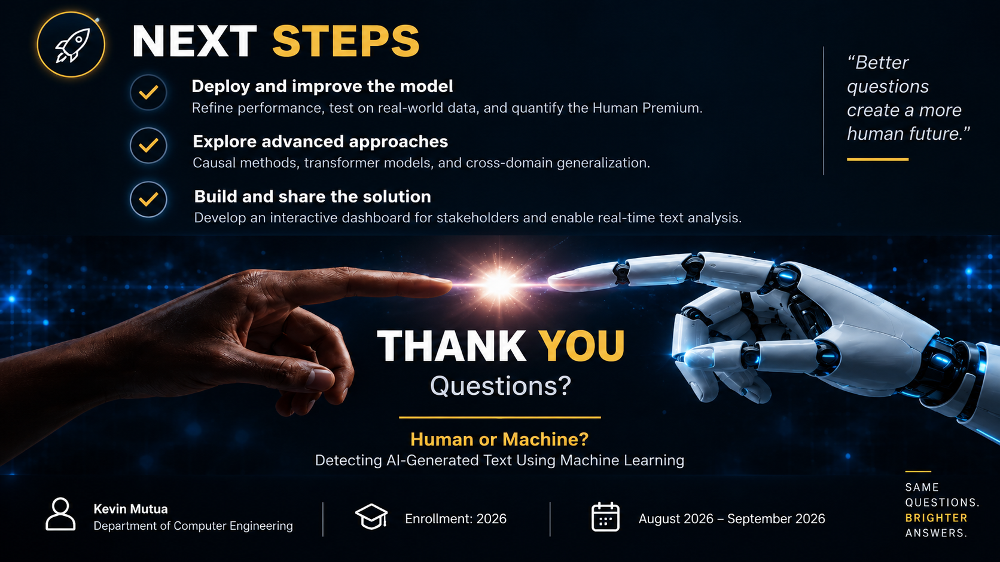 NEXT STEPS
Deploy and improve the model
Refine performance, test on real-world data, and quantify the Human Premium.
Explore advanced approaches
Causal methods, transformer models, and cross-domain generalization.
Build and share the solution
Develop an interactive dashboard for stakeholders and enable real-time text analysis.
“Better
questions
create a more
human future.”
THANK YOU
Questions?
Human or Machine?
Detecting AI-Generated Text Using Machine Learning
Kevin Mutua
Department of Computer Engineering
Enrollment: 2026
August 2026 – September 2026
SAME
QUESTIONS.
BRIGHTER
ANSWERS.